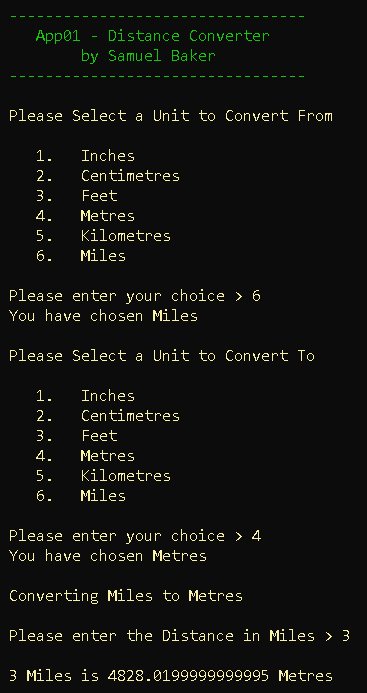 ---------------------------------
App01 - Distance Converter
by Samuel Baker
---------------------------------
Please Select a Unit to Convert From
1. Inches
2. Centimetres
3. Feet
4. Metres
5. Kilometres
6. Miles
Please enter your choice > 6
You have chosen Miles
Please Select a Unit to Convert To
1. Inches
2. Centimetres
3. Feet
4. Metres
5. Kilometres
6. Miles
Please enter your choice > 4
You have chosen Metres
Converting Miles to Metres
Please enter the Distance in Miles > 3
3 Miles is 4828.0199999999995 Metres